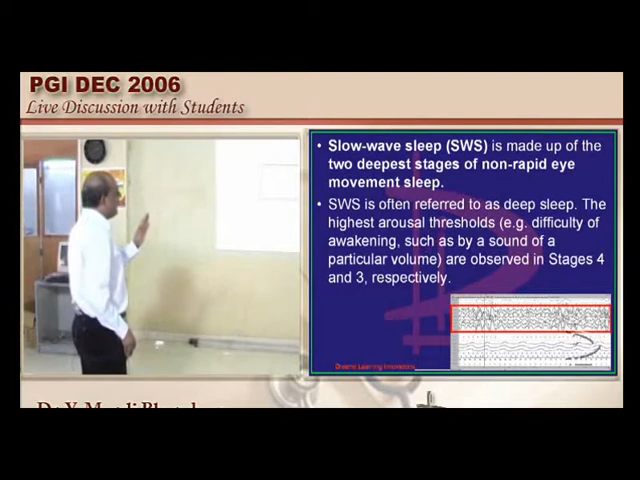 PGI DEC 2006
Live Discussion with Students
• Slow-wave sleep (SWS) is made up of the
two deepest stages of non-rapid eye
movement sleep.
• SWS is often referred to as deep sleep. The
highest arousal thresholds (e.g. difficulty of
awakening, such as by a sound of a
particular volume) are observed in Stages 4
and 3, respectively.